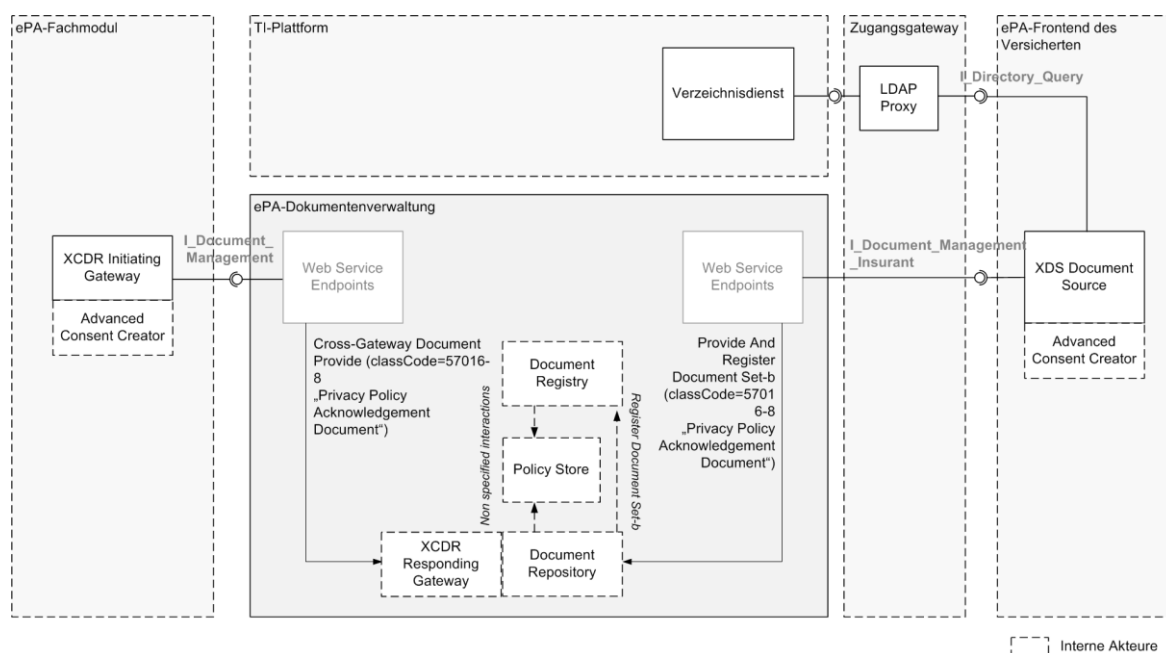 ePA-Fachmodul
TI-Plattform
Zugangsgateway
ePA-Frontend des
Versicherten
Verzeichnisdienst
LDAP
Proxy
I_Directory_Query
ePA-Dokumentenverwaltung
XCDR Initiating
Gateway
Advanced
Consent Creator
I_Document_
Management
Web Service
Endpoints
Web Service
Endpoints
I_Document_Management
_Insurant
XDS Document
Source
Advanced
Consent Creator
Cross-Gateway Document
Provide (classCode=57016-
8
„Privacy Policy
Acknowledgement
Document“)
Document
Registry
Non specified interactions
Policy Store
Register Document Set-b
Provide And
Register
Document Set-b
(classCode=5701
6-8
„Privacy Policy
Acknowledgement
Document“)
XCDR
Responding
Gateway
Document
Repository
Interne Akteure